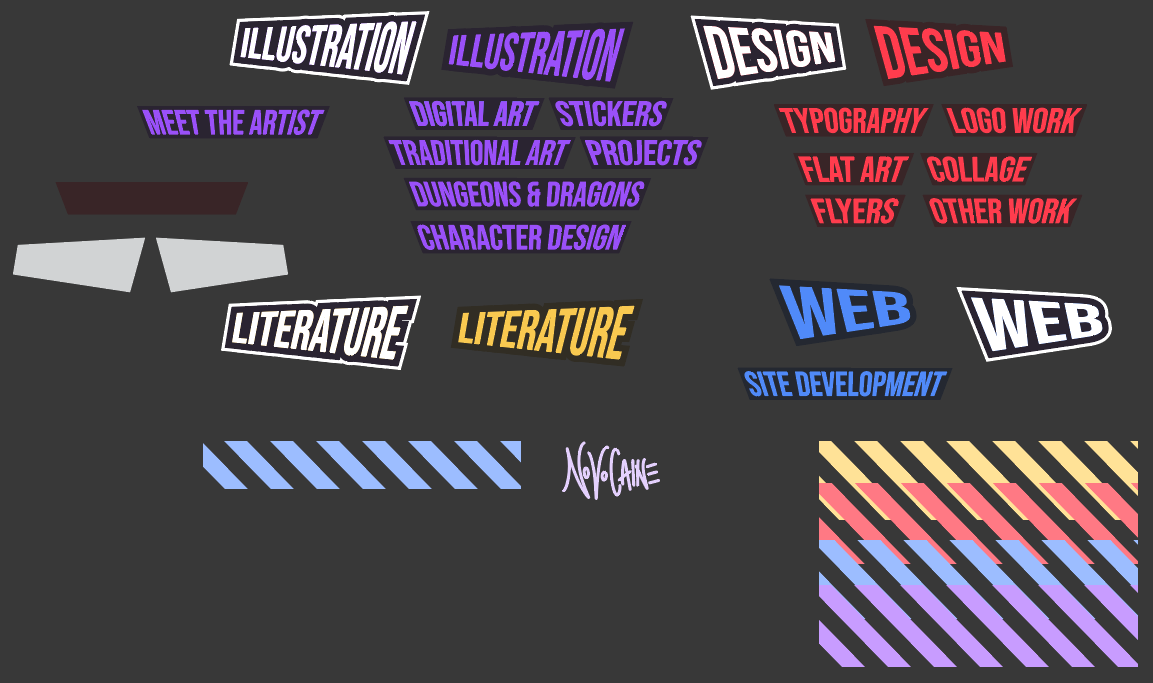 ILLUSTRATION
ILLUSTRATION
DESIGN
DESIGN
MEET THE ARTIST
DIGITAL ART
STICKERS
TRADITIONAL ART
PROJECTS
DUNGEONS & DRAGONS
CHARACTER DESIGN
TYPOGRAPHY
LOGO WORK
FLAT ART
COLLAGE
FLYERS
OTHER WORK
LITERATURE
LITERATURE
WEB
WEB
SITE DEVELOPMENT
NOVOCAINE